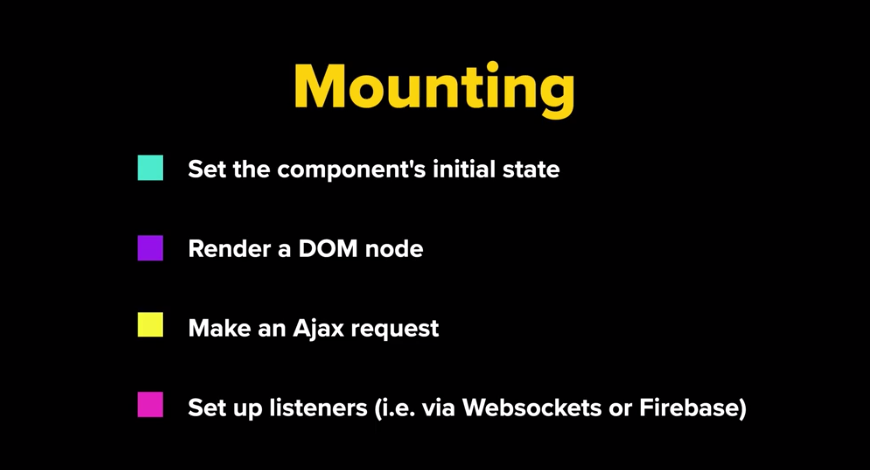 Mounting
Set the component's initial state
Render a DOM node
Make an Ajax request
Set up listeners (i.e. via Websockets or Firebase)